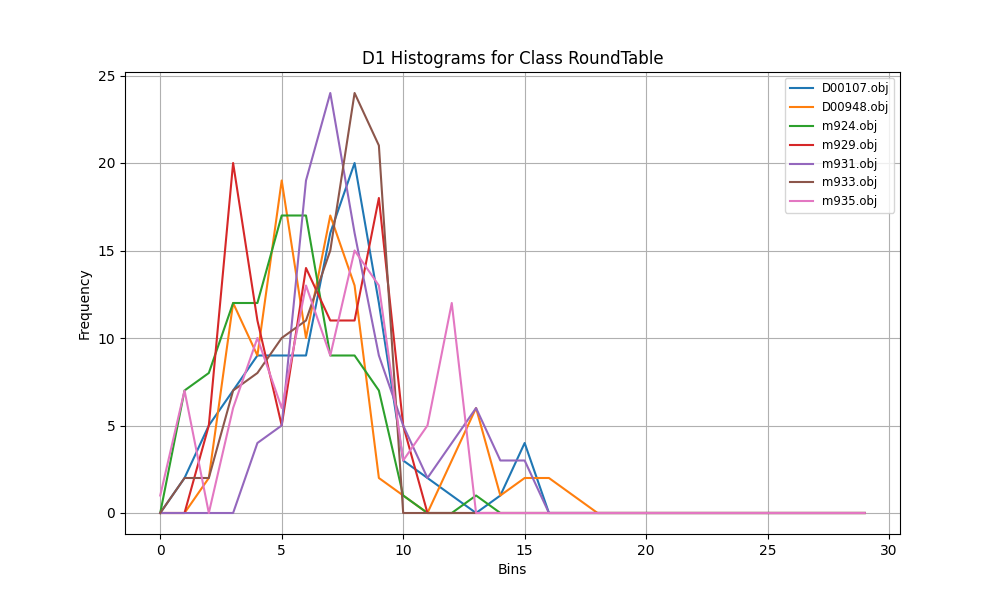 D1 Histograms for Class RoundTable
25
20
15
10
5
0
Frequency
0 5 10 15 20 25 30
Bins
D00107.obj
D00948.obj
m924.obj
m929.obj
m931.obj
m933.obj
m935.obj